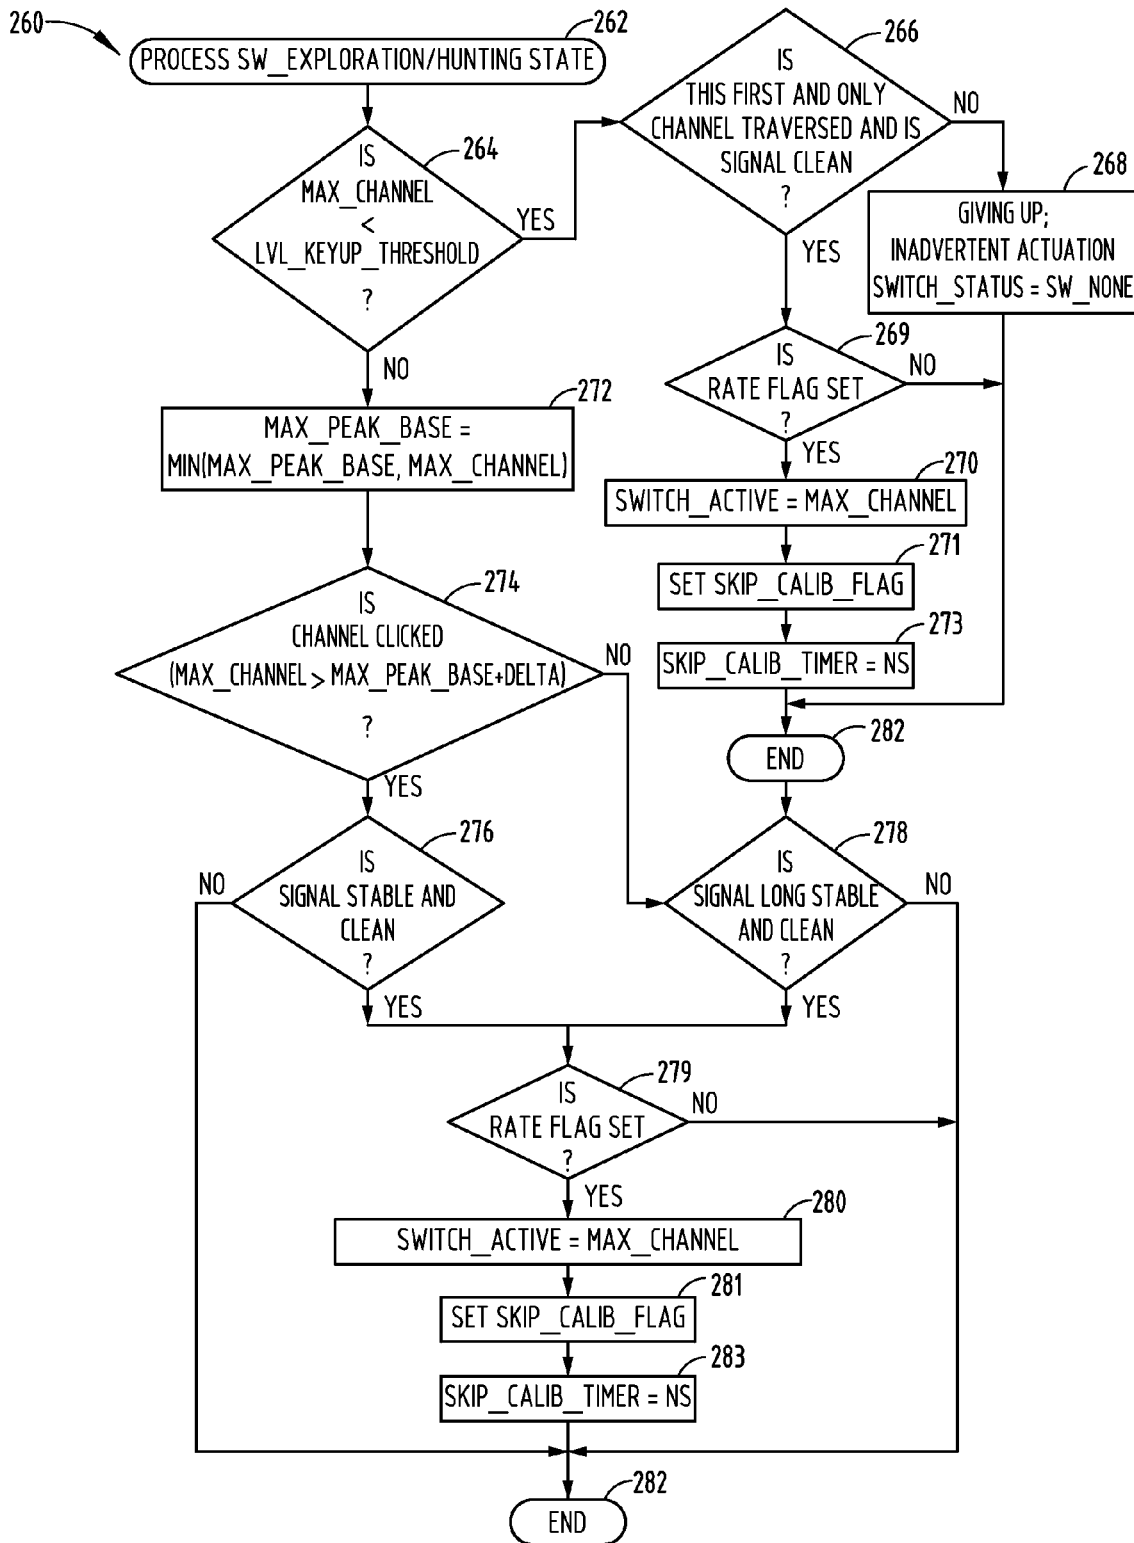 260
262
PROCESS SW_EXPLORATION/HUNTING STATE
264
IS
MAX_CHANNEL
<
LVL_KEYUP_THRESHOLD
?
YES
NO
266
IS
THIS FIRST AND ONLY
CHANNEL TRAVERSED AND IS
SIGNAL CLEAN
?
NO
YES
268
GIVING UP;
INADVERTENT ACTUATION
SWITCH_STATUS = SW_NONE
269
IS
RATE FLAG SET
?
NO
YES
270
SWITCH_ACTIVE = MAX_CHANNEL
271
SET SKIP_CALIB_FLAG
273
SKIP_CALIB_TIMER = NS
282
END
272
MAX_PEAK_BASE =
MIN(MAX_PEAK_BASE, MAX_CHANNEL)
274
IS
CHANNEL CLICKED
(MAX_CHANNEL > MAX_PEAK_BASE+DELTA)
?
NO
YES
276
IS
SIGNAL STABLE AND
CLEAN
?
NO
YES
278
IS
SIGNAL LONG STABLE
AND CLEAN
?
NO
YES
279
IS
RATE FLAG SET
?
NO
YES
280
SWITCH_ACTIVE = MAX_CHANNEL
281
SET SKIP_CALIB_FLAG
283
SKIP_CALIB_TIMER = NS
282
END